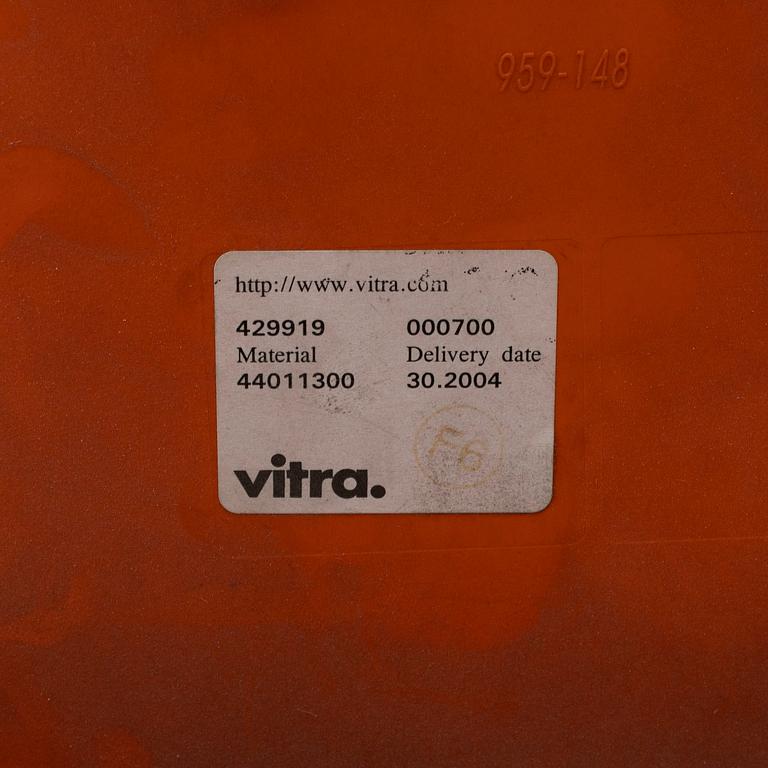 959-148
http://www.vitra.com
429919 000700
Material Delivery date
44011300 30.2004
F6
vitra.